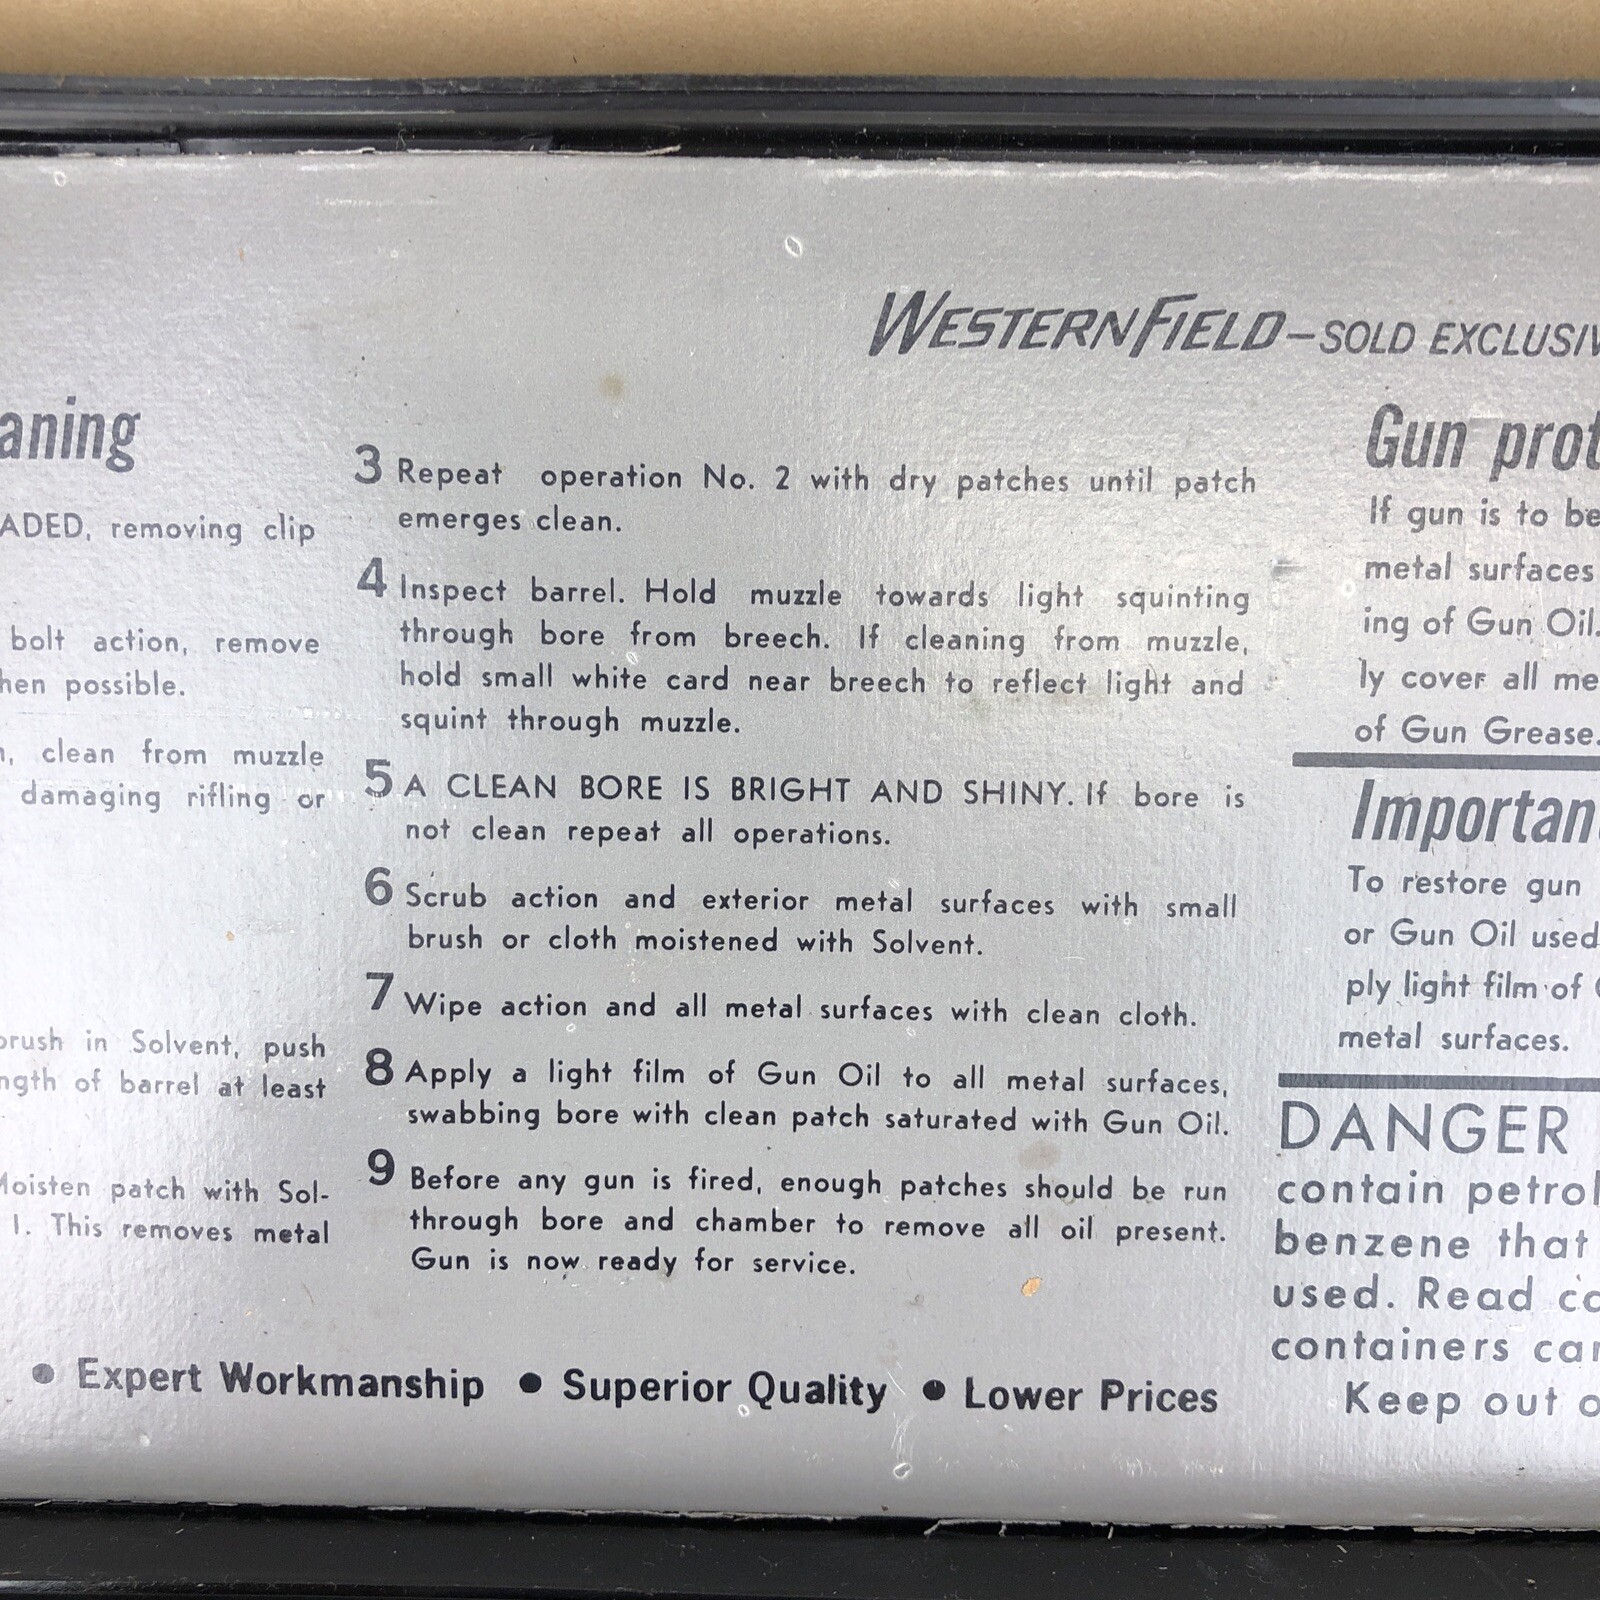 WESTERNFIELD – SOLD
aning
ADED, removing clip
bolt action, remove
hen possible.
clean from muzzle
damaging rifling or
brush in Solvent, push
ngth of barrel at least
Moisten patch with Sol-
1. This removes metal
3 Repeat operation No. 2 with dry patches until patch
emerges clean.
4 Inspect barrel. Hold muzzle towards light squinting
through bore from breech. If cleaning from muzzle,
hold small white card near breech to reflect light and
squint through muzzle.
5 A CLEAN BORE IS BRIGHT AND SHINY. If bore is
not clean repeat all operations.
6 Scrub action and exterior metal surfaces with small
brush or cloth moistened with Solvent.
7 Wipe action and all metal surfaces with clean cloth.
8 Apply a light film of Gun Oil to all metal surfaces,
swabbing bore with clean patch saturated with Gun Oil.
9 Before any gun is fired, enough patches should be run
through bore and chamber to remove all oil present.
Gun is now ready for service.
Gun prot
If gun is to be
metal surfaces
ing of Gun Oil.
ly cover all me
of Gun Grease.
Importan
To restore gun
or Gun Oil used
ply light film of
metal surfaces.
DANGER
contain petrol
benzene that
used. Read co
containers car
Keep out o
• Expert Workmanship • Superior Quality • Lower Prices